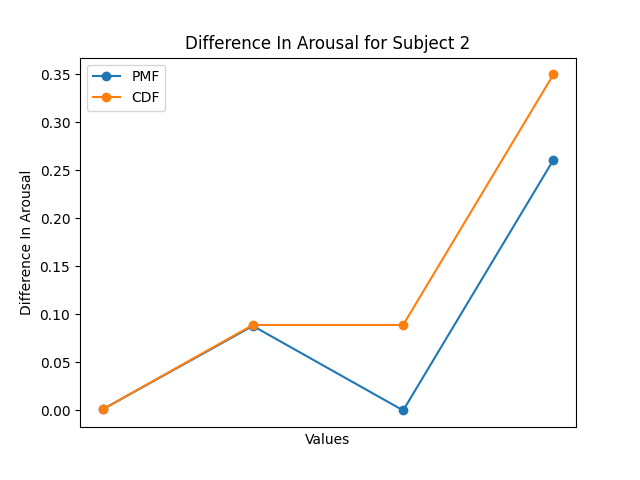 Difference In Arousal for Subject 2
PMF
CDF
0.35
0.30
0.25
0.20
0.15
0.10
0.05
0.00
Difference In Arousal
Values